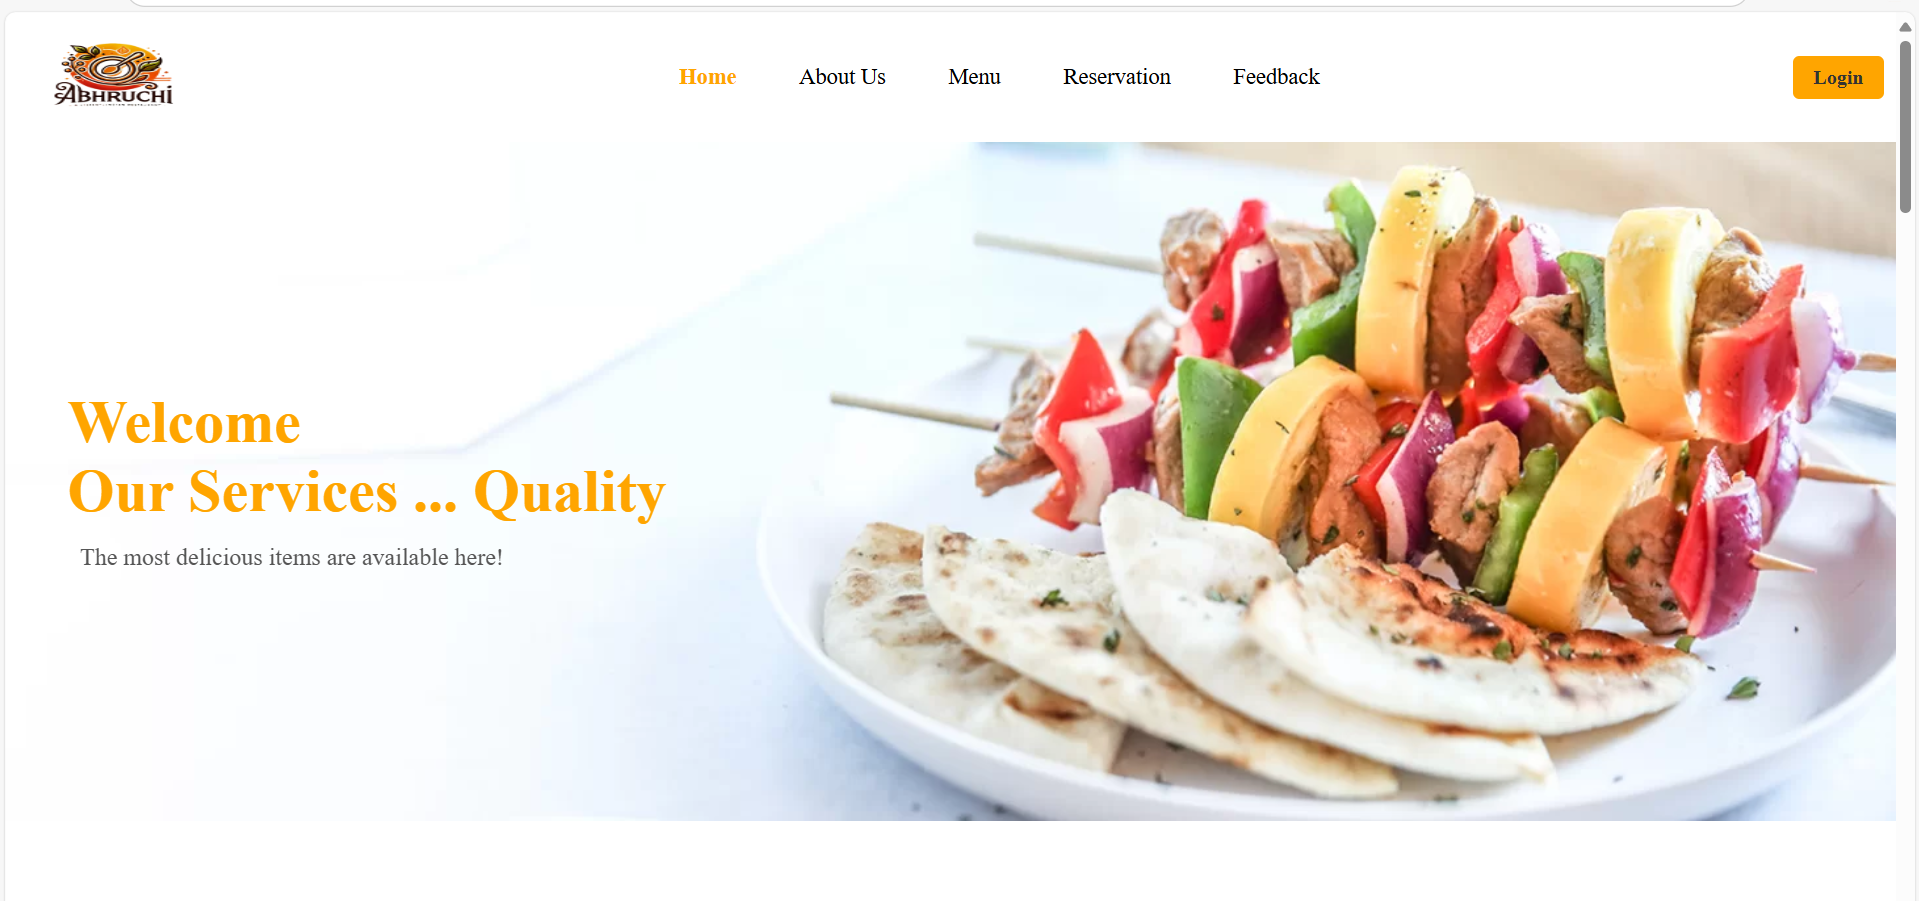 ABHRUCHI
Home
About Us
Menu
Reservation
Feedback
Login
Welcome
Our Services ... Quality
The most delicious items are available here!